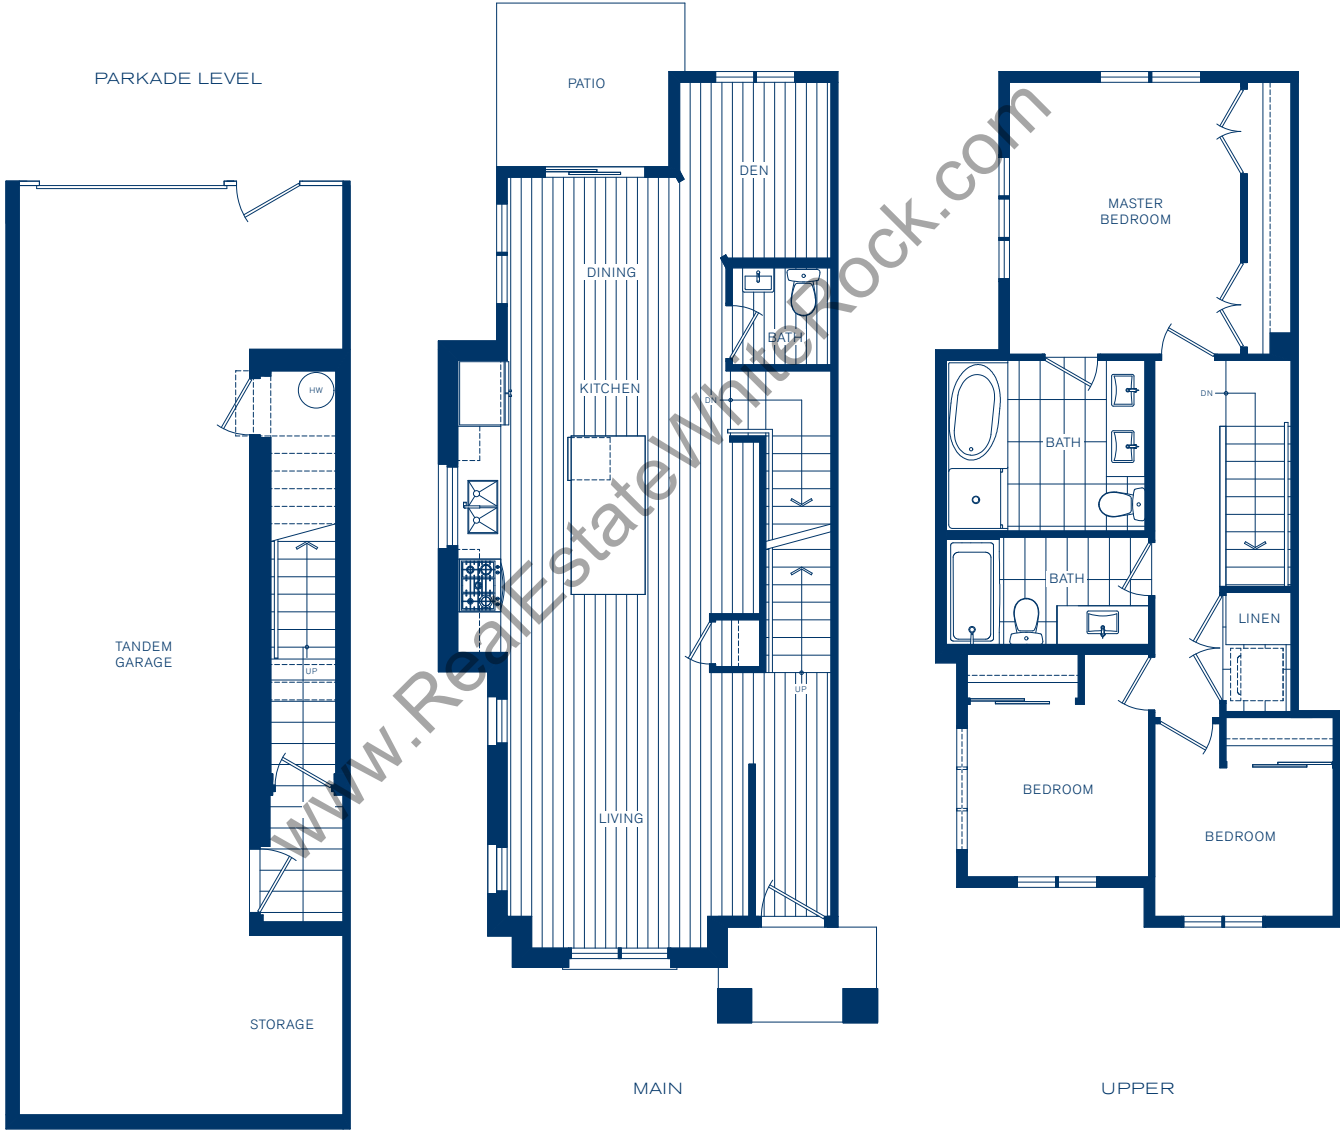 PARKADE LEVEL
HW
UP
TANDEM
GARAGE
STORAGE
PATIO
DEN
DINING
BATH
KITCHEN
DN
UP
LIVING
MAIN
MASTER
BEDROOM
DN
BATH
BATH
LINEN
BEDROOM
BEDROOM
UPPER
www.RealEstateWhiteRock.com